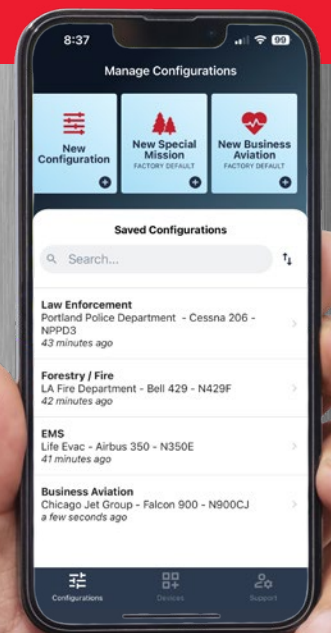 8:37
99
Manage Configurations
New
Configuration
New Special
Mission
FACTORY DEFAULT
New Business
Aviation
FACTORY DEFAULT
Saved Configurations
Search...
Law Enforcement
Portland Police Department - Cessna 206 -
NPPD3
43 minutes ago
Forestry / Fire
LA Fire Department - Bell 429 - N429F
42 minutes ago
EMS
Life Evac - Airbus 350 - N350E
41 minutes ago
Business Aviation
Chicago Jet Group - Falcon 900 - N900CJ
a few seconds ago
Configurations
Devices
Support